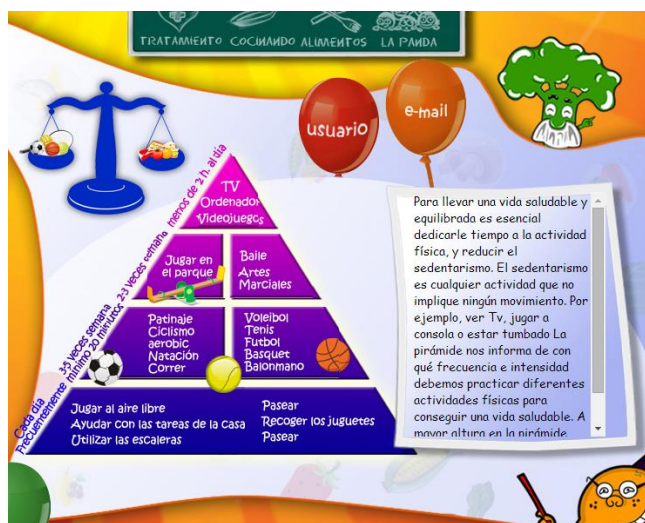 TRATAMIENTO COCINANDO ALIMENTOS LA PANDA
usuario
e-mail
menos de 2 h. al dia
TV
Ordenador
Videojuegos
2-3 veces semana
Jugar en
el parque
Baile
Artes
Marciales
3-5 veces semana
mínimo 20 minutos
Patinaje
Ciclismo
aerobic
Natación
Correr
Voleibol
Tenis
Futbol
Basquet
Balonmano
Cada día
Frecuentemente
Jugar al aire libre
Ayudar con las tareas de la casa
Utilizar las escaleras
Pasear
Recoger los juguetes
Pasear
Para llevar una vida saludable y
equilibrada es esencial
dedicarle tiempo a la actividad
física, y reducir el
sedentarismo. El sedentarismo
es cualquier actividad que no
implique ningún movimiento. Por
ejemplo, ver Tv, jugar a
consola o estar tumbado La
pirámide nos informa de con
qué frecuencia e intensidad
debemos practicar diferentes
actividades físicas para
conseguir una vida saludable. A
mayor altura en la pirámide